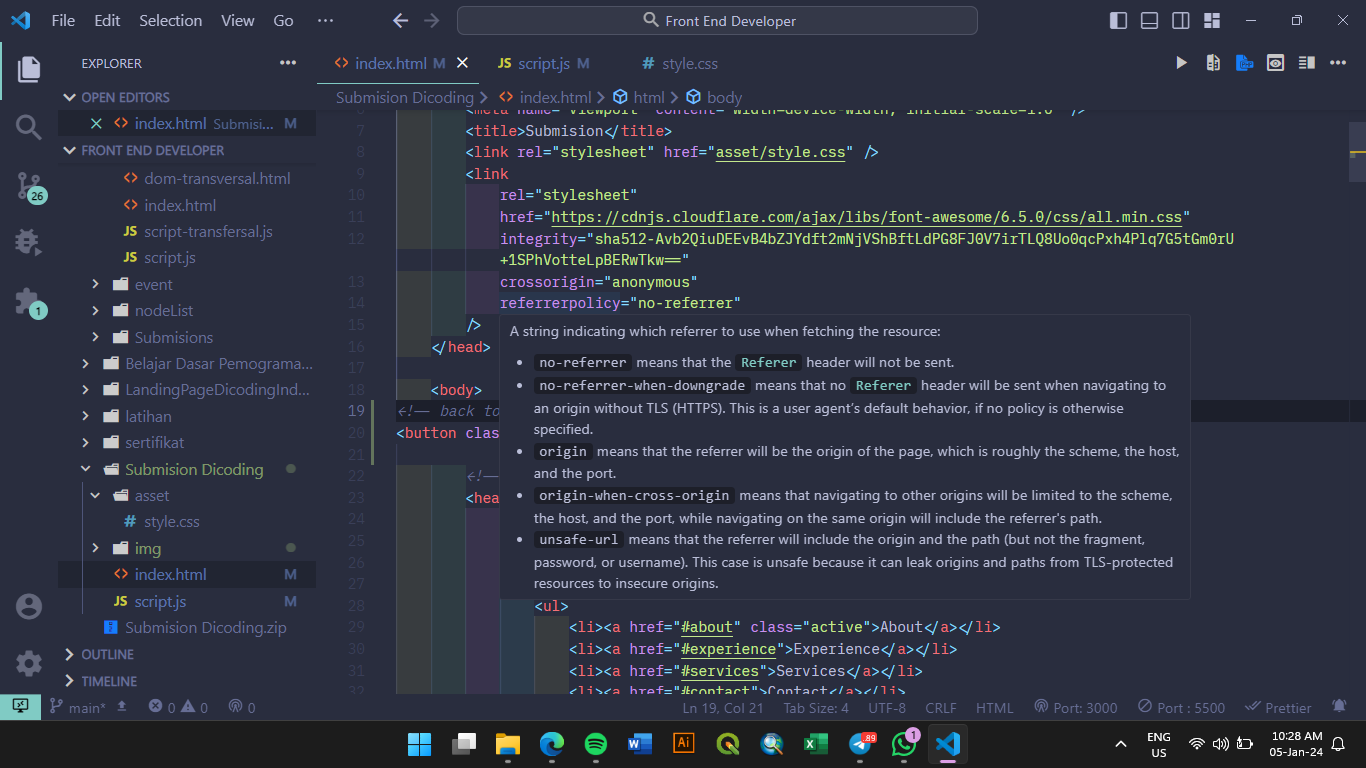 File Edit Selection View Go ···
Front End Developer
EXPLORER
OPEN EDITORS
index.html Submisi... M
FRONT END DEVELOPER
dom-transversal.html
index.html
JS script-transfersal.js
JS script.js
event
nodeList
Submisions
Belajar Dasar Pemograma...
LandingPageDicodingInd...
latihan
sertifikat
Submision Dicoding
asset
# style.css
img
index.html M
JS script.js M
Submision Dicoding.zip
OUTLINE
TIMELINE
26
1
index.html M
JS script.js M
# style.css
Submision Dicoding > index.html > html > body
6 <meta name="viewport" content="width=device-width, initial-scale=1.0" />
7 <title>Submision</title>
8 <link rel="stylesheet" href="asset/style.css" />
9 <link
10 rel="stylesheet"
11 href="https://cdnjs.cloudflare.com/ajax/libs/font-awesome/6.5.0/css/all.min.css"
12 integrity="sha512-Avb2QiuDEEvB4bZJYdft2mNjVShBftLdPG8FJ0V7irTLQ8Uo0qcPxh4Plq7G5tGm0rU
+1SPhVotteLpBERwTkw=="
13 crossorigin="anonymous"
14 referrerpolicy="no-referrer"
15 />
16 </head>
17
18 <body>
19 <!-- back to
20 <button clas
21
22 <!--
23 <hea
24
25
26
27
28 <ul>
29 <li><a href="#about" class="active">About</a></li>
30 <li><a href="#experience">Experience</a></li>
31 <li><a href="#services">Services</a></li>
32 <li><a href="#contact">Contact</a></li>
A string indicating which referrer to use when fetching the resource:
• no-referrer means that the Referer header will not be sent.
• no-referrer-when-downgrade means that no Referer header will be sent when navigating to
an origin without TLS (HTTPS). This is a user agent's default behavior, if no policy is otherwise
specified.
• origin means that the referrer will be the origin of the page, which is roughly the scheme, the host,
and the port.
• origin-when-cross-origin means that navigating to other origins will be limited to the scheme,
the host, and the port, while navigating on the same origin will include the referrer's path.
• unsafe-url means that the referrer will include the origin and the path (but not the fragment,
password, or username). This case is unsafe because it can leak origins and paths from TLS-protected
resources to insecure origins.
main* 0 0 0 Ln 19, Col 21 Tab Size: 4 UTF-8 CRLF HTML Port: 3000 Port : 5500 Prettier
W Ai X 89 1
ENG
US
10:28 AM
05-Jan-24